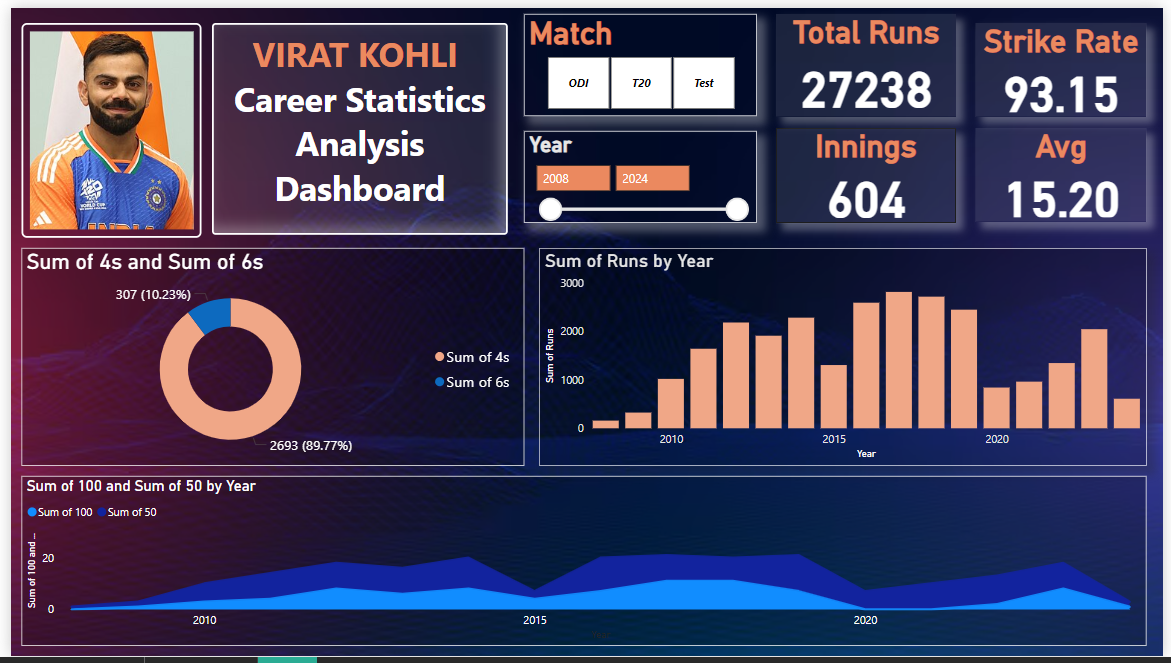 VIRAT KOHLI
Career Statistics
Analysis
Dashboard
Match
ODI
T20
Test
Year
2008
2024
Total Runs
27238
Strike Rate
93.15
Innings
604
Avg
15.20
INDIA
Sum of 4s and Sum of 6s
307 (10.23%)
2693 (89.77%)
Sum of 4s
Sum of 6s
Sum of Runs by Year
Sum of Runs
3000
2000
1000
0
2010
2015
2020
Year
Sum of 100 and Sum of 50 by Year
Sum of 100
Sum of 50
Sum of 100 and ...
20
0
2010
2015
2020